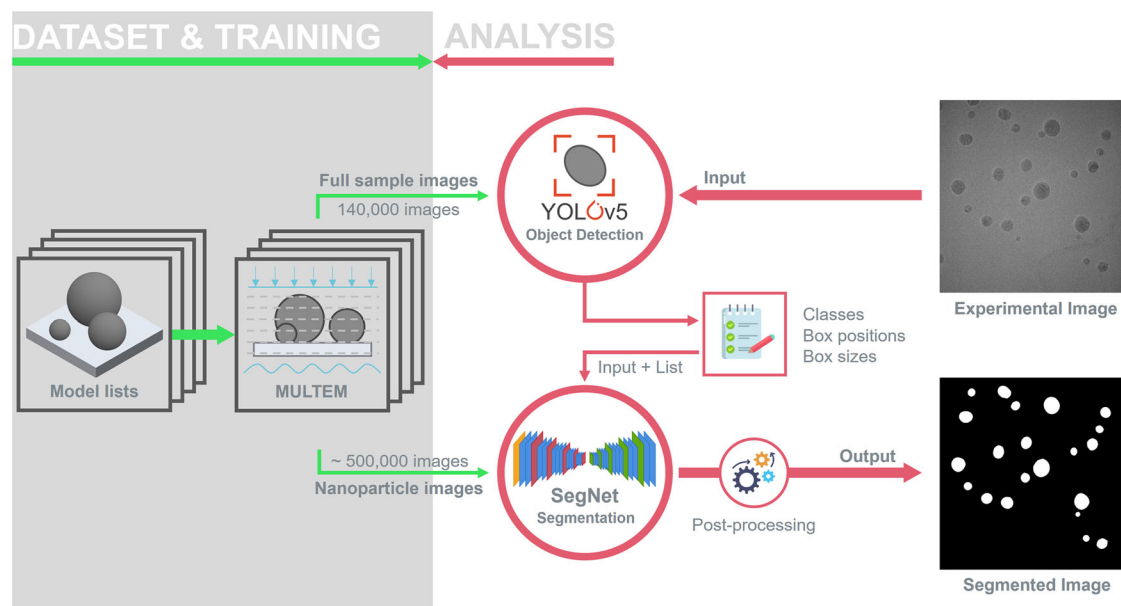 DATASET & TRAINING
ANALYSIS
Full sample images
140,000 images
YOLOv5
Object Detection
Input
Experimental Image
Model lists
MULTEM
Classes
Box positions
Box sizes
Input + List
~ 500,000 images
Nanoparticle images
SegNet
Segmentation
Post-processing
Output
Segmented Image